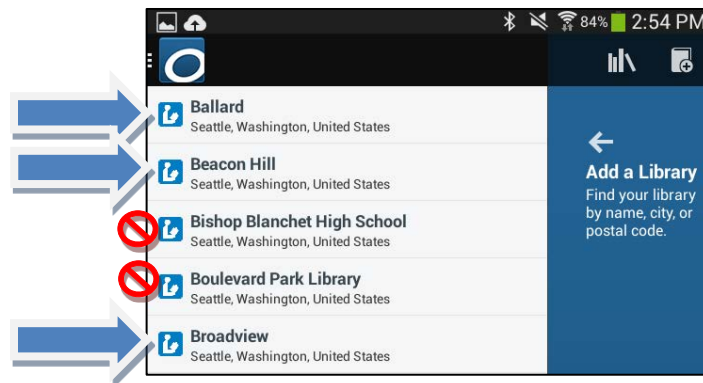 84% 2:54 PM
Ballard
Seattle, Washington, United States
Beacon Hill
Seattle, Washington, United States
Bishop Blanchet High School
Seattle, Washington, United States
Boulevard Park Library
Seattle, Washington, United States
Broadview
Seattle, Washington, United States
Add a Library
Find your library
by name, city, or
postal code.